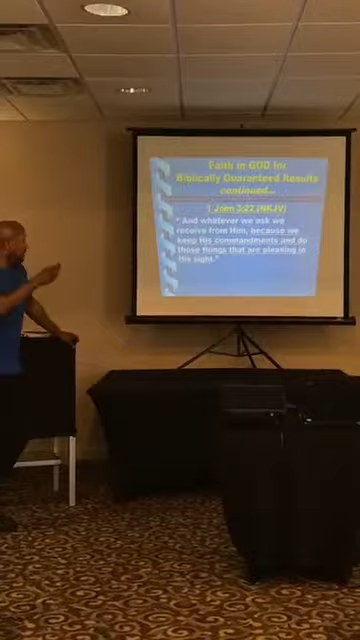 Faith in GOD for
Biblically Guaranteed Results
continued...
1 John 3:22 (NKJV)
" And whatever we ask we
receive from Him, because we
keep His commandments and do
those things that are pleasing in
His sight."